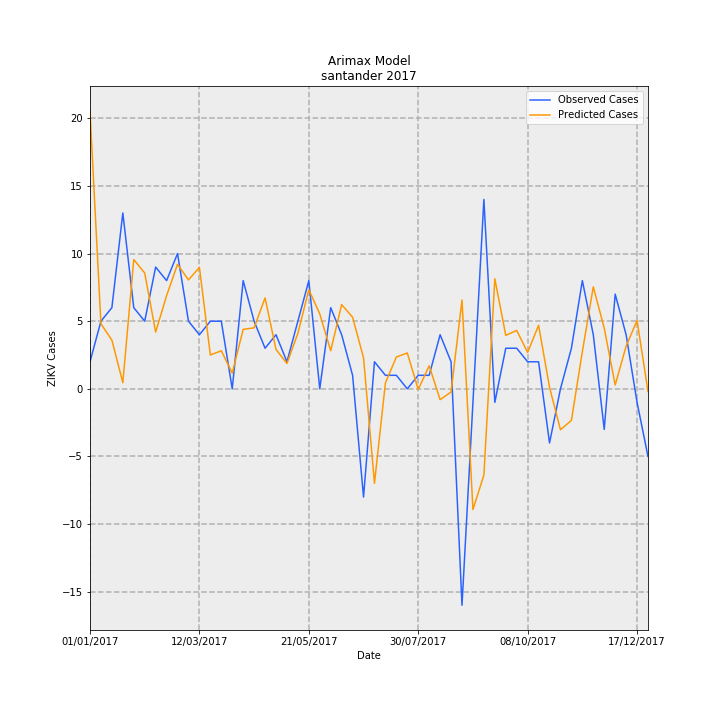 Arimax Model
santander 2017
Observed Cases
Predicted Cases
ZIKV Cases
20
15
10
5
0
−5
−10
−15
01/01/2017 12/03/2017 21/05/2017 30/07/2017 08/10/2017 17/12/2017
Date